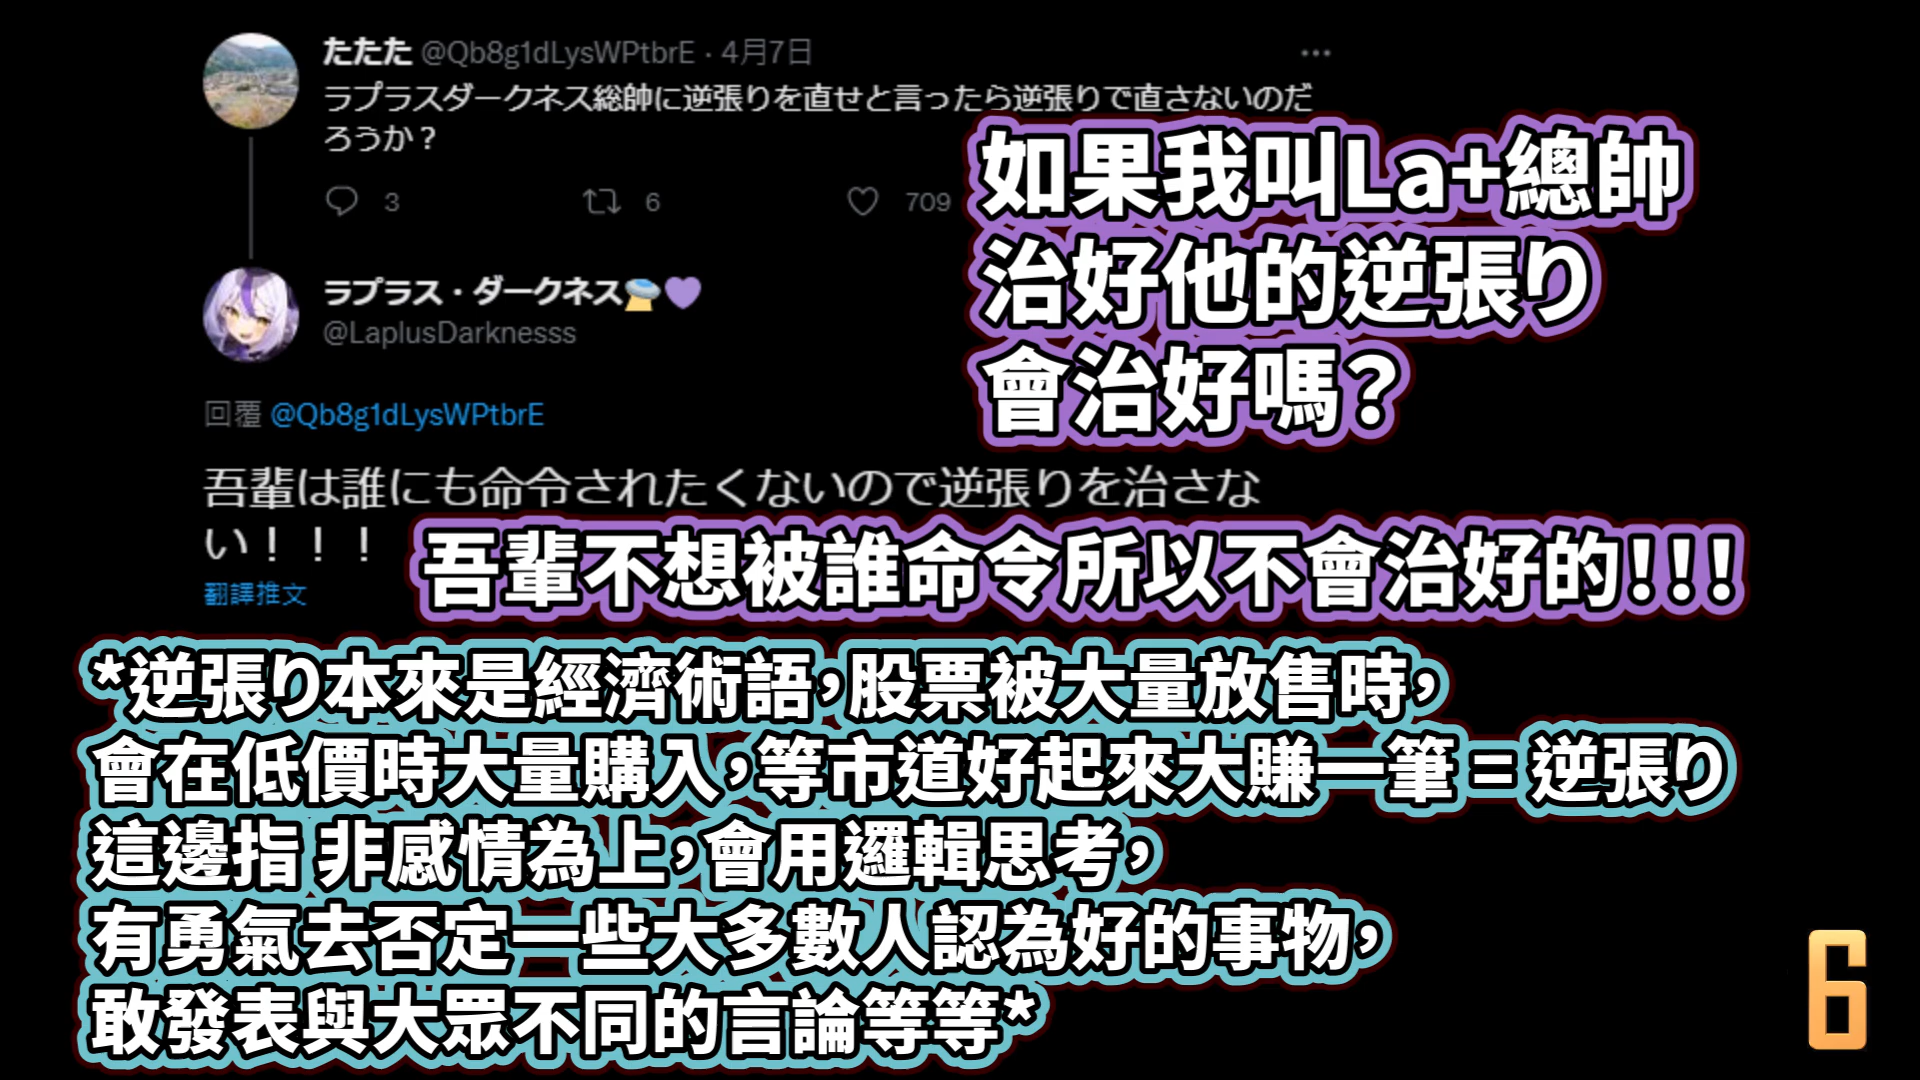 たたた @Qb8g1dLysWPtbrE · 4月7日
ラプラスダークネス総帥に逆張りを直せと言ったら逆張りで直さないのだ
ろうか？
3 6 709
如果我叫La+總帥
治好他的逆張り
會治好嗎?
ラプラス・ダークネス🛸💜
@LaplusDarknesss
回覆 @Qb8g1dLysWPtbrE
吾輩は誰にも命令されたくないので逆張りを治さな
い！！！
吾輩不想被誰命令所以不會治好的!!!
翻譯推文
*逆張り本來是經濟術語，股票被大量放售時，
會在低價時大量購入，等市道好起來大賺一筆 = 逆張り
這邊指 非感情為上，會用邏輯思考，
有勇氣去否定一些大多數人認為好的事物，
敢發表與大眾不同的言論等等*
6